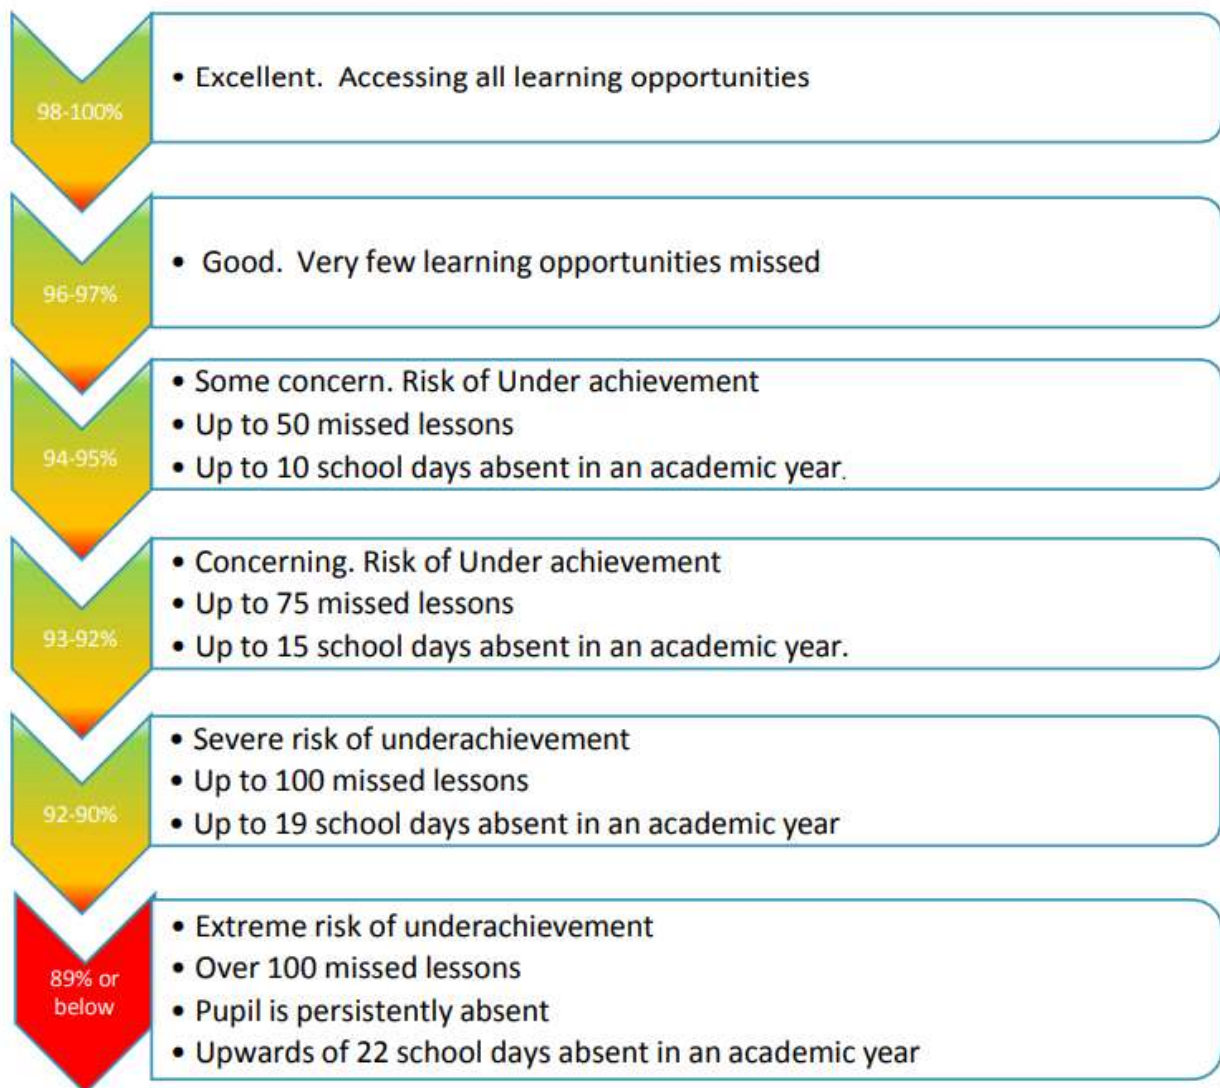 98-100%
• Excellent.  Accessing all learning opportunities
96-97%
•  Good.  Very few learning opportunities missed
94-95%
• Some concern. Risk of Under achievement
• Up to 50 missed lessons
• Up to 10 school days absent in an academic year.
93-92%
• Concerning. Risk of Under achievement
• Up to 75 missed lessons
• Up to 15 school days absent in an academic year.
92-90%
• Severe risk of underachievement
• Up to 100 missed lessons
• Up to 19 school days absent in an academic year
89% or
below
• Extreme risk of underachievement
• Over 100 missed lessons
• Pupil is persistently absent
• Upwards of 22 school days absent in an academic year